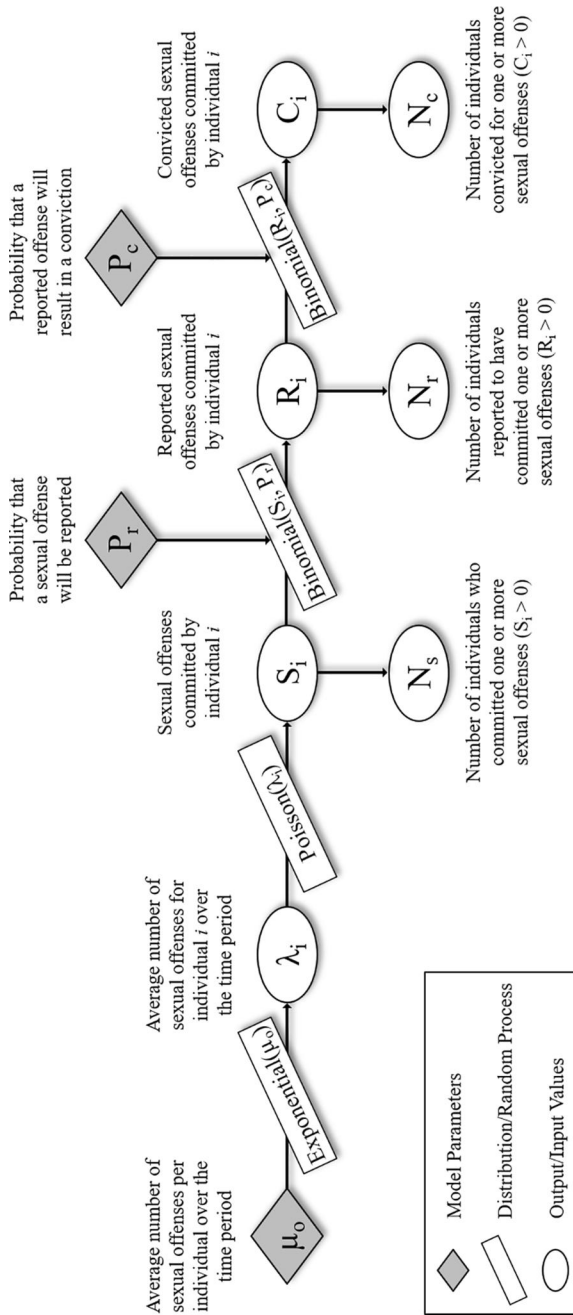 Average number of
sexual offenses per
individual over the
time period
μₒ
Exponential(μₒ)
Average number of
sexual offenses for
individual i over
the time period
λᵢ
Poisson(λᵢ)
Sexual offenses
committed by
individual i
Sᵢ
Number of individuals who
committed one or more
sexual offenses (Sᵢ > 0)
Nₛ
Probability that
a sexual offense
will be reported
Pᵣ
Binomial(Sᵢ, Pᵣ)
Reported sexual
offenses committed
by individual i
Rᵢ
Nᵣ
Number of individuals
reported to have
committed one or more
sexual offenses (Rᵢ > 0)
Probability that a
reported offense will
result in a conviction
P_c
Binomial(Rᵢ, P_c)
Convicted sexual
offenses committed
by individual i
Cᵢ
N_c
Number of individuals
convicted for one or more
sexual offenses (Cᵢ > 0)
Model Parameters
Distribution/Random Process
Output/Input Values